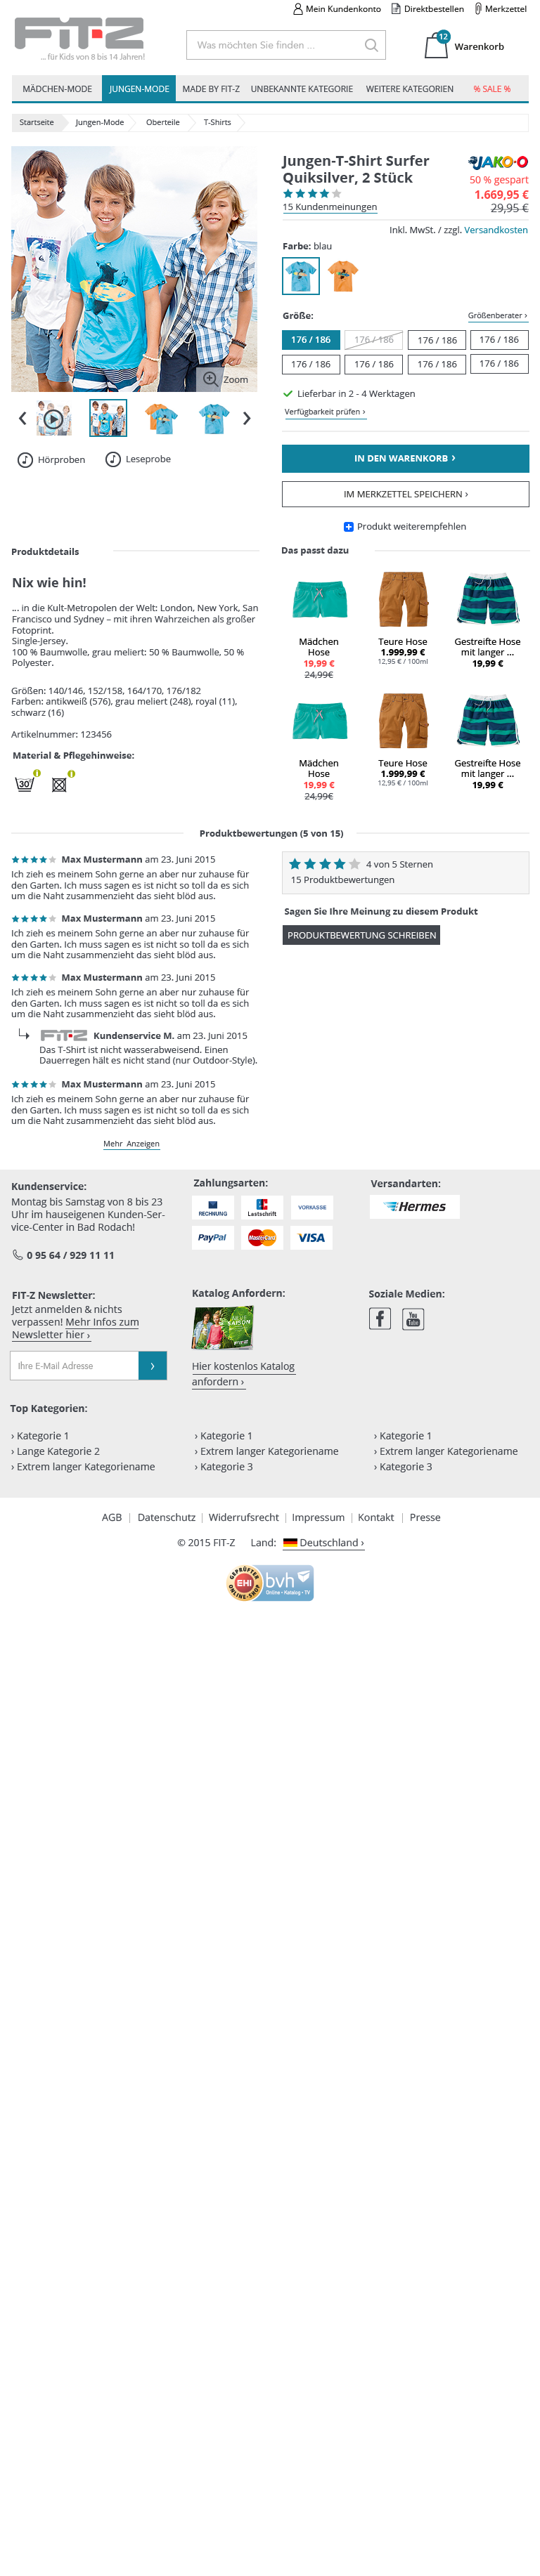 Mein Kundenkonto Direktbestellen Merkzettel
FIT-Z
... für Kids von 8 bis 14 Jahren!
Was möchten Sie finden ...
12
Warenkorb
MÄDCHEN-MODE JUNGEN-MODE MADE BY FIT-Z UNBEKANNTE KATEGORIE WEITERE KATEGORIEN % SALE %
Startseite Jungen-Mode Oberteile T-Shirts
Jungen-T-Shirt Surfer
Quiksilver, 2 Stück
JAKO-O
50 % gespart
1.669,95 €
29,95 €
15 Kundenmeinungen
Inkl. MwSt. / zzgl. Versandkosten
Farbe: blau
Größe:
Größenberater ›
176 / 186 176 / 186 176 / 186 176 / 186
176 / 186 176 / 186 176 / 186 176 / 186
Zoom
Lieferbar in 2 - 4 Werktagen
Verfügbarkeit prüfen ›
Hörproben Leseprobe
IN DEN WARENKORB ›
IM MERKZETTEL SPEICHERN ›
Produkt weiterempfehlen
Produktdetails
Nix wie hin!
... in die Kult-Metropolen der Welt: London, New York, San
Francisco und Sydney – mit ihren Wahrzeichen als großer
Fotoprint.
Single-Jersey.
100 % Baumwolle, grau meliert: 50 % Baumwolle, 50 %
Polyester.
Größen: 140/146, 152/158, 164/170, 176/182
Farben: antikweiß (576), grau meliert (248), royal (11),
schwarz (16)
Artikelnummer: 123456
Material & Pflegehinweise:
30
Das passt dazu
Mädchen Teure Hose Gestreifte Hose
Hose 1.999,99 € mit langer ...
19,99 € 12,95 € / 100ml 19,99 €
24,99€
Mädchen Teure Hose Gestreifte Hose
Hose 1.999,99 € mit langer ...
19,99 € 12,95 € / 100ml 19,99 €
24,99€
Produktbewertungen (5 von 15)
Max Mustermann am 23. Juni 2015
Ich zieh es meinem Sohn gerne an aber nur zuhause für
den Garten. Ich muss sagen es ist nicht so toll da es sich
um die Naht zusammenzieht das sieht blöd aus.
Max Mustermann am 23. Juni 2015
Ich zieh es meinem Sohn gerne an aber nur zuhause für
den Garten. Ich muss sagen es ist nicht so toll da es sich
um die Naht zusammenzieht das sieht blöd aus.
Max Mustermann am 23. Juni 2015
Ich zieh es meinem Sohn gerne an aber nur zuhause für
den Garten. Ich muss sagen es ist nicht so toll da es sich
um die Naht zusammenzieht das sieht blöd aus.
FIT-Z Kundenservice M. am 23. Juni 2015
Das T-Shirt ist nicht wasserabweisend. Einen
Dauerregen hält es nicht stand (nur Outdoor-Style).
Max Mustermann am 23. Juni 2015
Ich zieh es meinem Sohn gerne an aber nur zuhause für
den Garten. Ich muss sagen es ist nicht so toll da es sich
um die Naht zusammenzieht das sieht blöd aus.
Mehr Anzeigen
4 von 5 Sternen
15 Produktbewertungen
Sagen Sie Ihre Meinung zu diesem Produkt
PRODUKTBEWERTUNG SCHREIBEN
Kundenservice:
Montag bis Samstag von 8 bis 23
Uhr im hauseigenen Kunden-Ser-
vice-Center in Bad Rodach!
0 95 64 / 929 11 11
Zahlungsarten:
RECHNUNG Lastschrift VORKASSE
PayPal MasterCard VISA
Versandarten:
Hermes
FIT-Z Newsletter:
Jetzt anmelden & nichts
verpassen! Mehr Infos zum
Newsletter hier ›
Ihre E-Mail Adresse ›
Katalog Anfordern:
Hier kostenlos Katalog
anfordern ›
Soziale Medien:
You
Tube
Top Kategorien:
› Kategorie 1 › Kategorie 1 › Kategorie 1
› Lange Kategorie 2 › Extrem langer Kategoriename › Extrem langer Kategoriename
› Extrem langer Kategoriename › Kategorie 3 › Kategorie 3
AGB | Datenschutz | Widerrufsrecht | Impressum | Kontakt | Presse
© 2015 FIT-Z Land: Deutschland ›
GEPRÜFTER
EHI
ONLINE-SHOP
bvh
Online • Katalog • TV